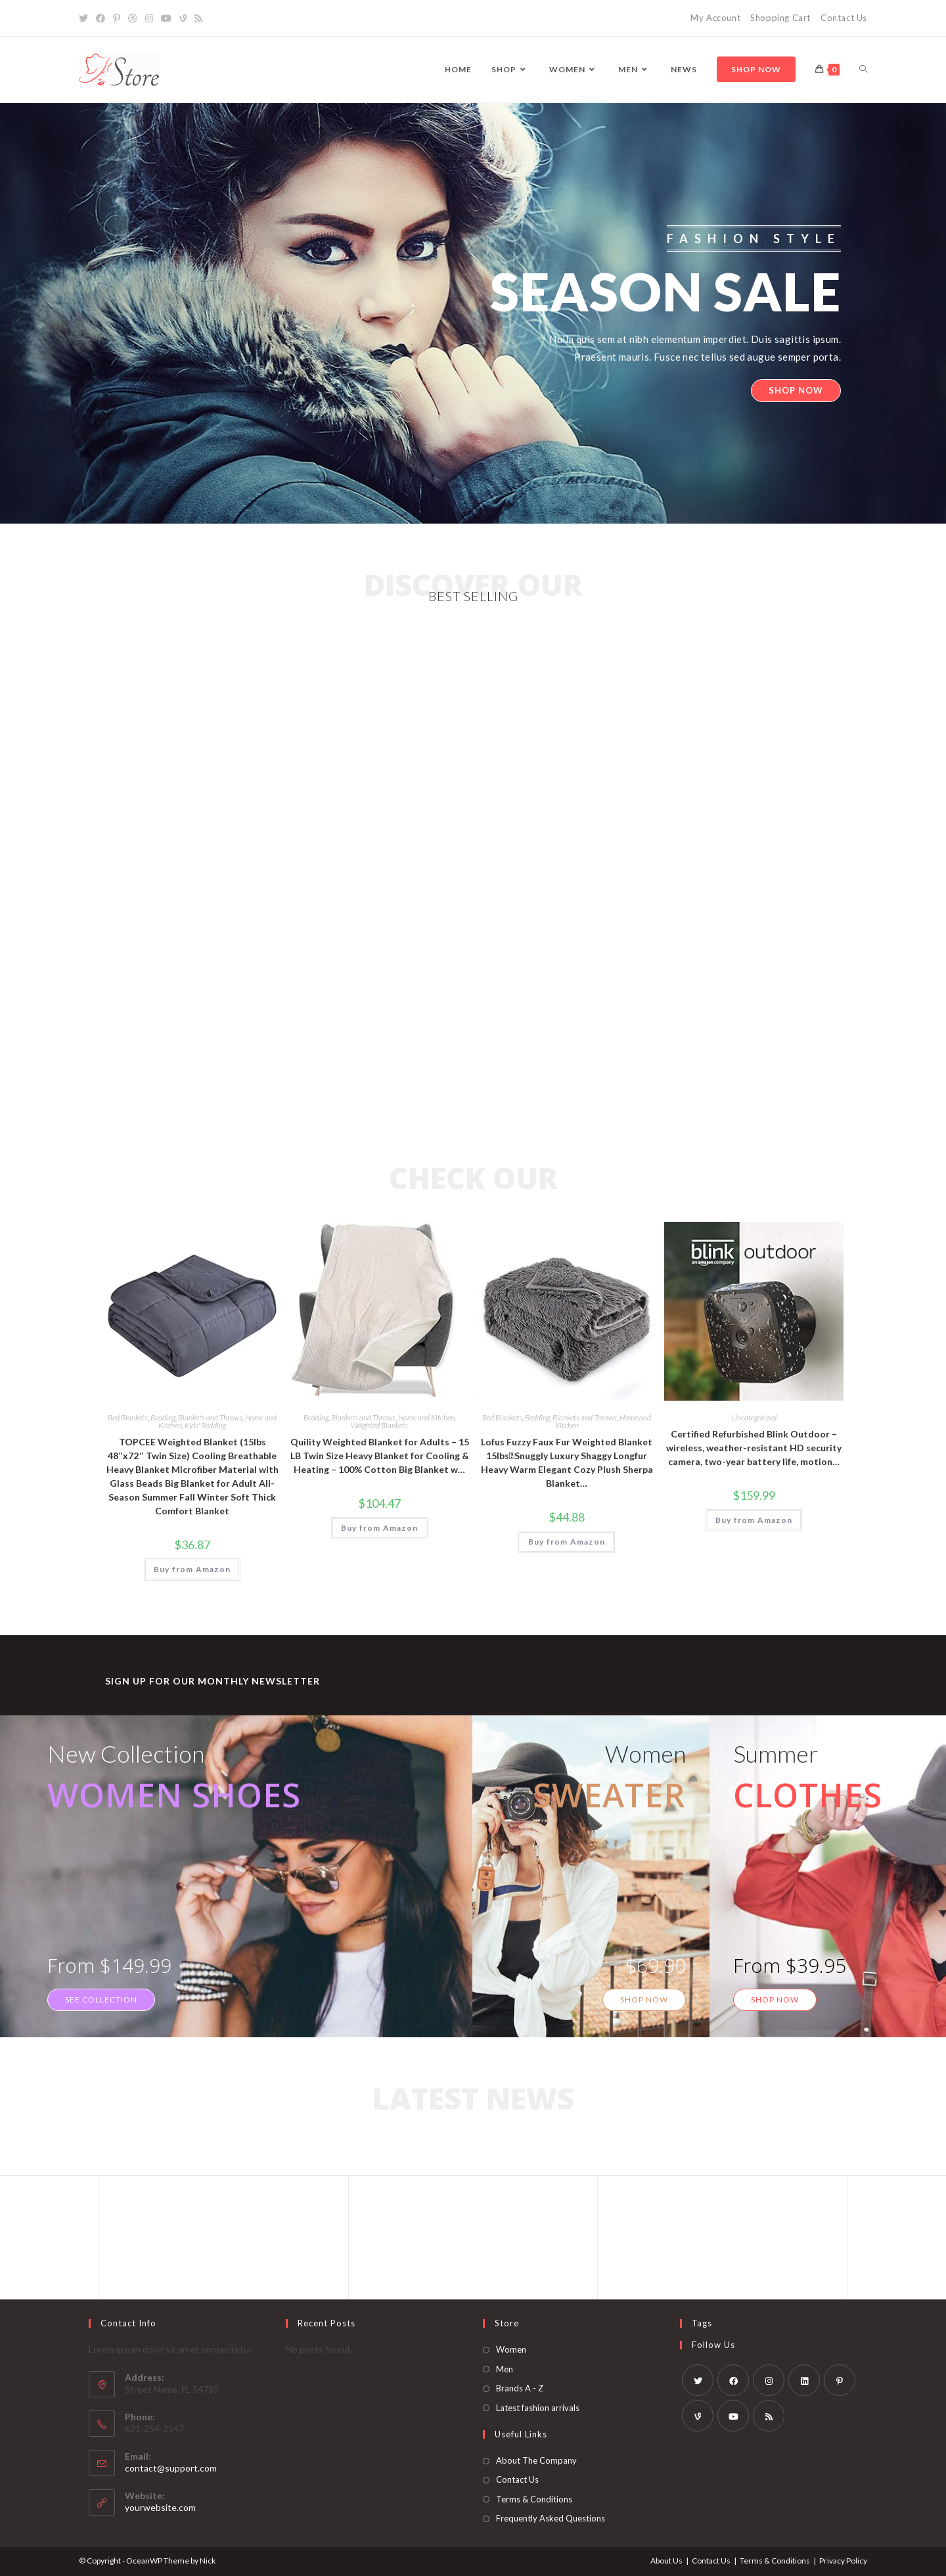 My Account Shopping Cart Contact Us
Store
HOME SHOP WOMEN MEN NEWS SHOP NOW 0
FASHION STYLE
SEASON SALE
Nulla quis sem at nibh elementum imperdiet. Duis sagittis ipsum.
Praesent mauris. Fusce nec tellus sed augue semper porta.
SHOP NOW
DISCOVER OUR
BEST SELLING
CHECK OUR
blink outdoor
an amazon company
Bed Blankets, Bedding, Blankets and Throws, Home and
Kitchen, Kids' Bedding
TOPCEE Weighted Blanket (15lbs
48″x72″ Twin Size) Cooling Breathable
Heavy Blanket Microfiber Material with
Glass Beads Big Blanket for Adult All-
Season Summer Fall Winter Soft Thick
Comfort Blanket
$36.87
Buy from Amazon
Bedding, Blankets and Throws, Home and Kitchen,
Weighted Blankets
Quility Weighted Blanket for Adults – 15
LB Twin Size Heavy Blanket for Cooling &
Heating – 100% Cotton Big Blanket w...
$104.47
Buy from Amazon
Bed Blankets, Bedding, Blankets and Throws, Home and
Kitchen
Lofus Fuzzy Faux Fur Weighted Blanket
15lbs Snuggly Luxury Shaggy Longfur
Heavy Warm Elegant Cozy Plush Sherpa
Blanket...
$44.88
Buy from Amazon
Uncategorized
Certified Refurbished Blink Outdoor –
wireless, weather-resistant HD security
camera, two-year battery life, motion...
$159.99
Buy from Amazon
SIGN UP FOR OUR MONTHLY NEWSLETTER
New Collection
WOMEN SHOES
From $149.99
SEE COLLECTION
Women
SWEATER
$69.90
SHOP NOW
Summer
CLOTHES
From $39.95
SHOP NOW
LATEST NEWS
Contact Info
Lorem ipsum doler sit amet consectetur.
Address:
Street Name, FL 54785
Phone:
621-254-2147
Email:
contact@support.com
Website:
yourwebsite.com
Recent Posts
No posts found.
Store
Women
Men
Brands A - Z
Latest fashion arrivals
Useful Links
About The Company
Contact Us
Terms & Conditions
Frequently Asked Questions
Tags
Follow Us
© Copyright - OceanWP Theme by Nick
About Us | Contact Us | Terms & Conditions | Privacy Policy